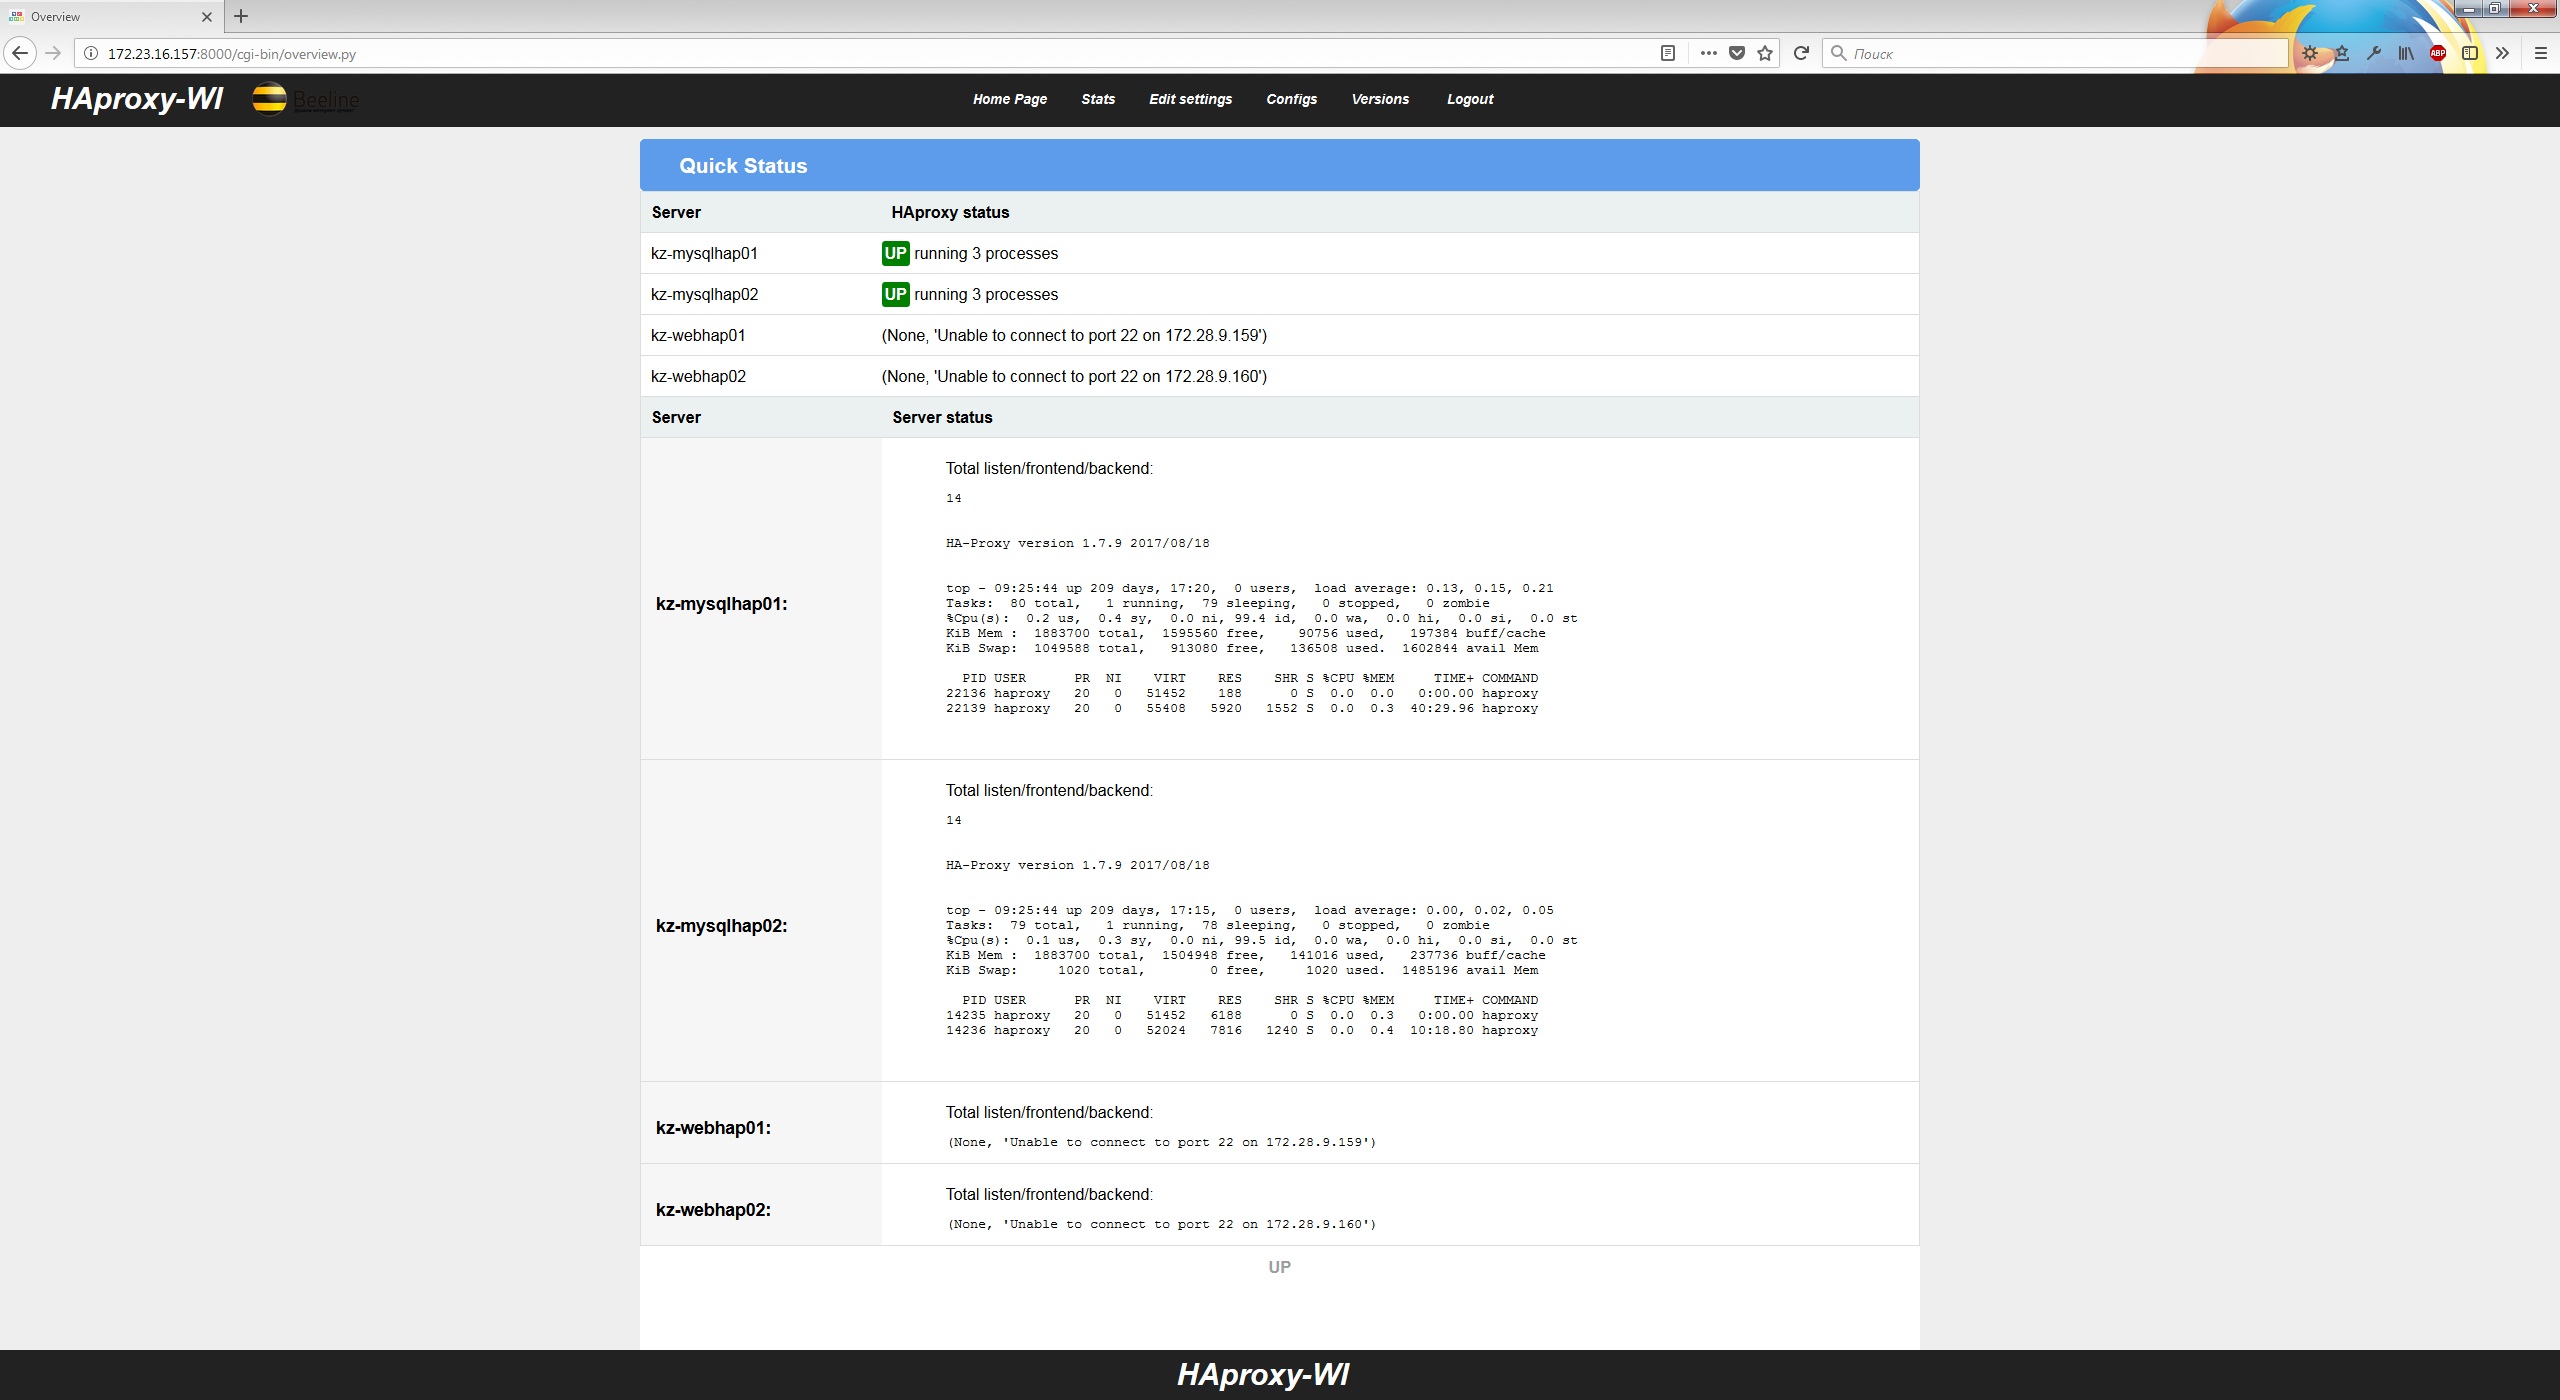 Overview
172.23.16.157:8000/cgi-bin/overview.py
Поиск
ABP
HAproxy-WI
Beeline
Home Page Stats Edit settings Configs Versions Logout
Quick Status
Server HAproxy status
kz-mysqlhap01 UP running 3 processes
kz-mysqlhap02 UP running 3 processes
kz-webhap01 (None, 'Unable to connect to port 22 on 172.28.9.159')
kz-webhap02 (None, 'Unable to connect to port 22 on 172.28.9.160')
Server Server status
kz-mysqlhap01:
Total listen/frontend/backend:
14
HA-Proxy version 1.7.9 2017/08/18
top - 09:25:44 up 209 days, 17:20,  0 users,  load average: 0.13, 0.15, 0.21
Tasks:  80 total,   1 running,  79 sleeping,   0 stopped,   0 zombie
%Cpu(s):  0.2 us,  0.4 sy,  0.0 ni, 99.4 id,  0.0 wa,  0.0 hi,  0.0 si,  0.0 st
KiB Mem :  1883700 total,  1595560 free,    90756 used,   197384 buff/cache
KiB Swap:  1049588 total,   913080 free,   136508 used.  1602844 avail Mem
PID USER      PR  NI    VIRT    RES    SHR S %CPU %MEM     TIME+ COMMAND
22136 haproxy   20   0   51452    188      0 S  0.0  0.0   0:00.00 haproxy
22139 haproxy   20   0   55408   5920   1552 S  0.0  0.3  40:29.96 haproxy
kz-mysqlhap02:
Total listen/frontend/backend:
14
HA-Proxy version 1.7.9 2017/08/18
top - 09:25:44 up 209 days, 17:15,  0 users,  load average: 0.00, 0.02, 0.05
Tasks:  79 total,   1 running,  78 sleeping,   0 stopped,   0 zombie
%Cpu(s):  0.1 us,  0.3 sy,  0.0 ni, 99.5 id,  0.0 wa,  0.0 hi,  0.0 si,  0.0 st
KiB Mem :  1883700 total,  1504948 free,   141016 used,   237736 buff/cache
KiB Swap:     1020 total,        0 free,     1020 used.  1485196 avail Mem
PID USER      PR  NI    VIRT    RES    SHR S %CPU %MEM     TIME+ COMMAND
14235 haproxy   20   0   51452   6188      0 S  0.0  0.3   0:00.00 haproxy
14236 haproxy   20   0   52024   7816   1240 S  0.0  0.4  10:18.80 haproxy
kz-webhap01:
Total listen/frontend/backend:
(None, 'Unable to connect to port 22 on 172.28.9.159')
kz-webhap02:
Total listen/frontend/backend:
(None, 'Unable to connect to port 22 on 172.28.9.160')
UP
HAproxy-WI